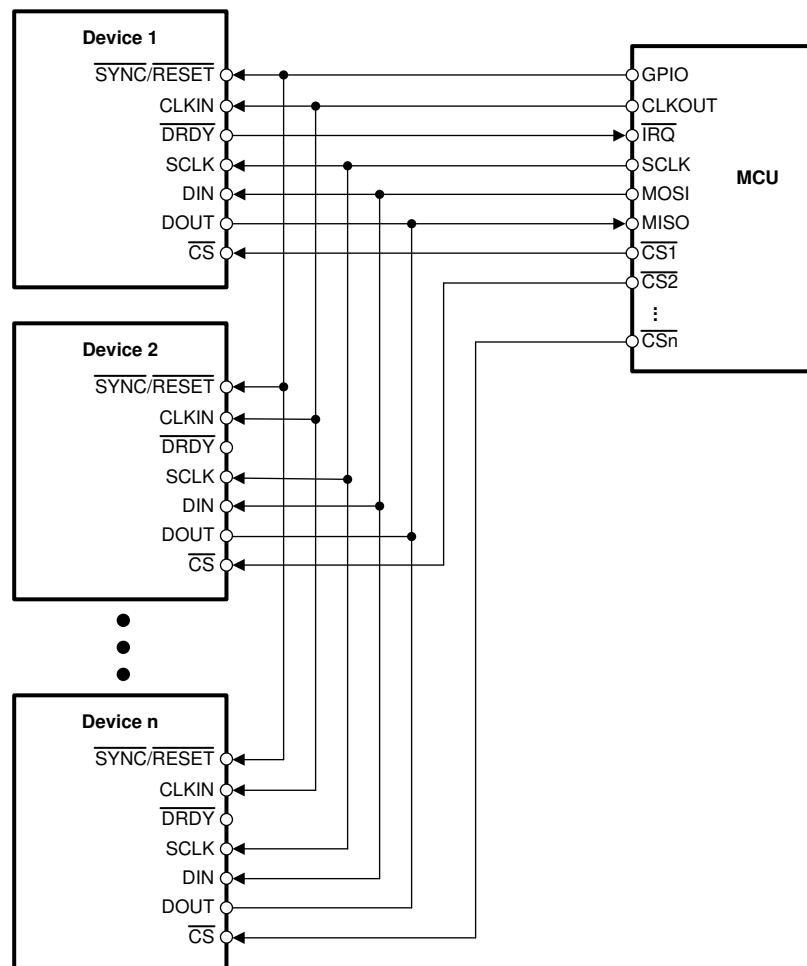 Device 1
SYNC/RESET
CLKIN
DRDY
SCLK
DIN
DOUT
CS
GPIO
CLKOUT
IRQ
SCLK
MOSI
MISO
CS1
CS2
⋮
CSn
MCU
Device 2
SYNC/RESET
CLKIN
DRDY
SCLK
DIN
DOUT
CS
Device n
SYNC/RESET
CLKIN
DRDY
SCLK
DIN
DOUT
CS